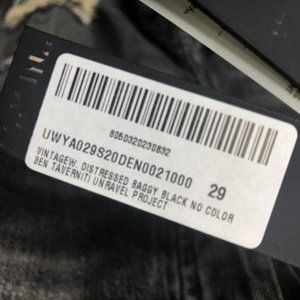 8050320230832
UWYA029S20DEN0021000 29
VINTAGEW. DISTRESSED BAGGY BLACK NO COLOR
BEN TAVERNITI UNRAVEL PROJECT